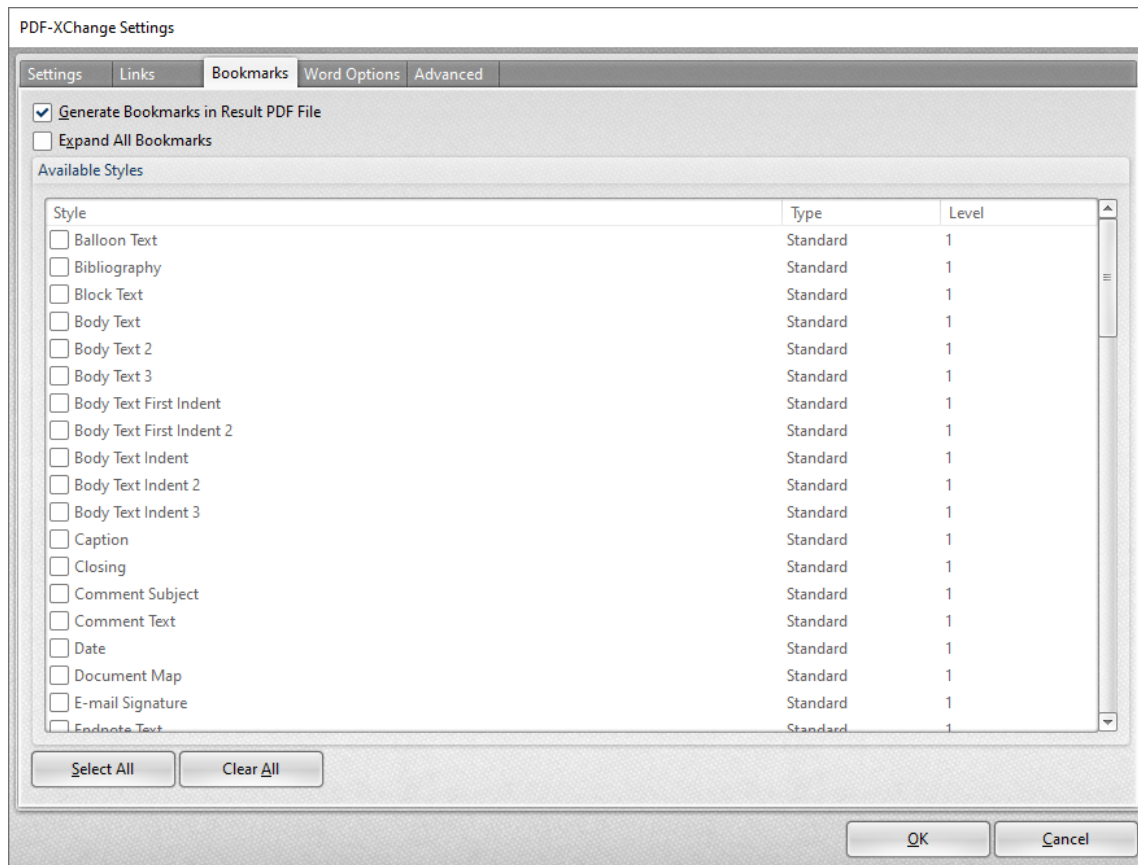 PDF-XChange Settings
Settings Links Bookmarks Word Options Advanced
Generate Bookmarks in Result PDF File
Expand All Bookmarks
Available Styles
Style Type Level
Balloon Text Standard 1
Bibliography Standard 1
Block Text Standard 1
Body Text Standard 1
Body Text 2 Standard 1
Body Text 3 Standard 1
Body Text First Indent Standard 1
Body Text First Indent 2 Standard 1
Body Text Indent Standard 1
Body Text Indent 2 Standard 1
Body Text Indent 3 Standard 1
Caption Standard 1
Closing Standard 1
Comment Subject Standard 1
Comment Text Standard 1
Date Standard 1
Document Map Standard 1
E-mail Signature Standard 1
Endnote Text Standard 1
Select All Clear All
OK Cancel